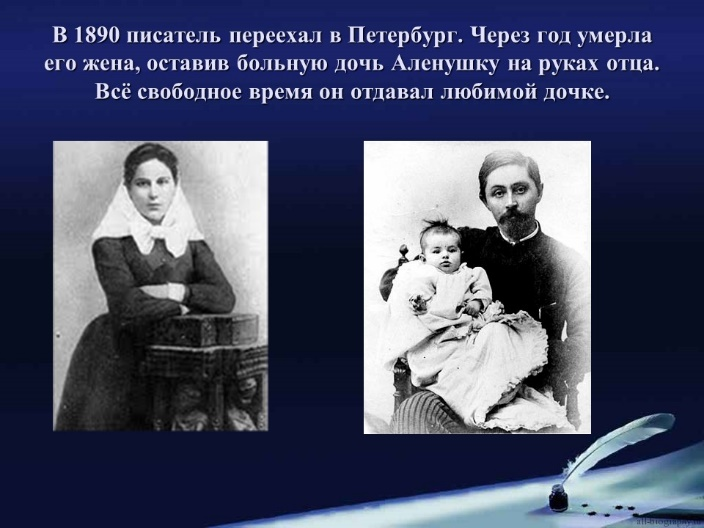 В 1890 писатель переехал в Петербург. Через год умерла
его жена, оставив больную дочь Аленушку на руках отца.
Всё свободное время он отдавал любимой дочке.